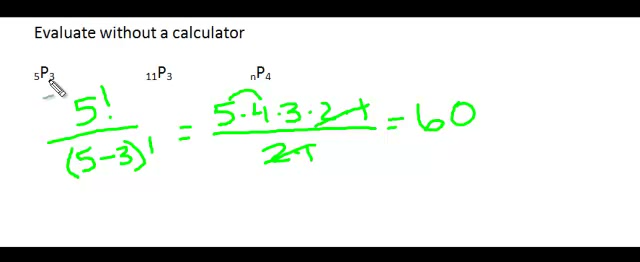 Evaluate without a calculator
₅P₃ ₁₁P₃ ₙP₄
5! / (5-3)! = 5·4·3·2·1 / 2·1 = 60